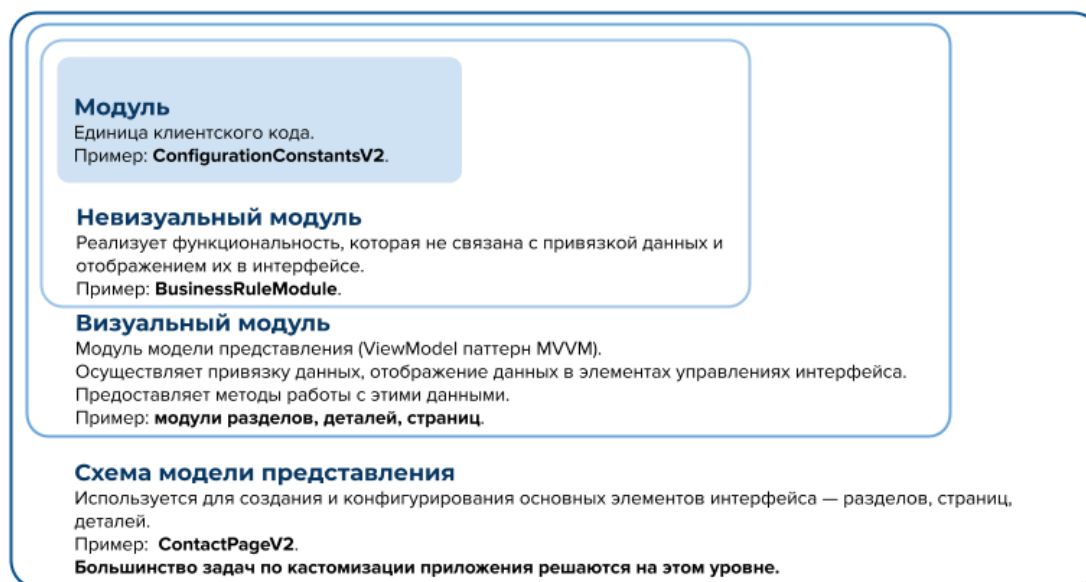 Модуль
Единица клиентского кода.
Пример: ConfigurationConstantsV2.
Невизуальный модуль
Реализует функциональность, которая не связана с привязкой данных и
отображением их в интерфейсе.
Пример: BusinessRuleModule.
Визуальный модуль
Модуль модели представления (ViewModel паттерн MVVM).
Осуществляет привязку данных, отображение данных в элементах управлениях интерфейса.
Предоставляет методы работы с этими данными.
Пример: модули разделов, деталей, страниц.
Схема модели представления
Используется для создания и конфигурирования основных элементов интерфейса — разделов, страниц,
деталей.
Пример: ContactPageV2.
Большинство задач по кастомизации приложения решаются на этом уровне.